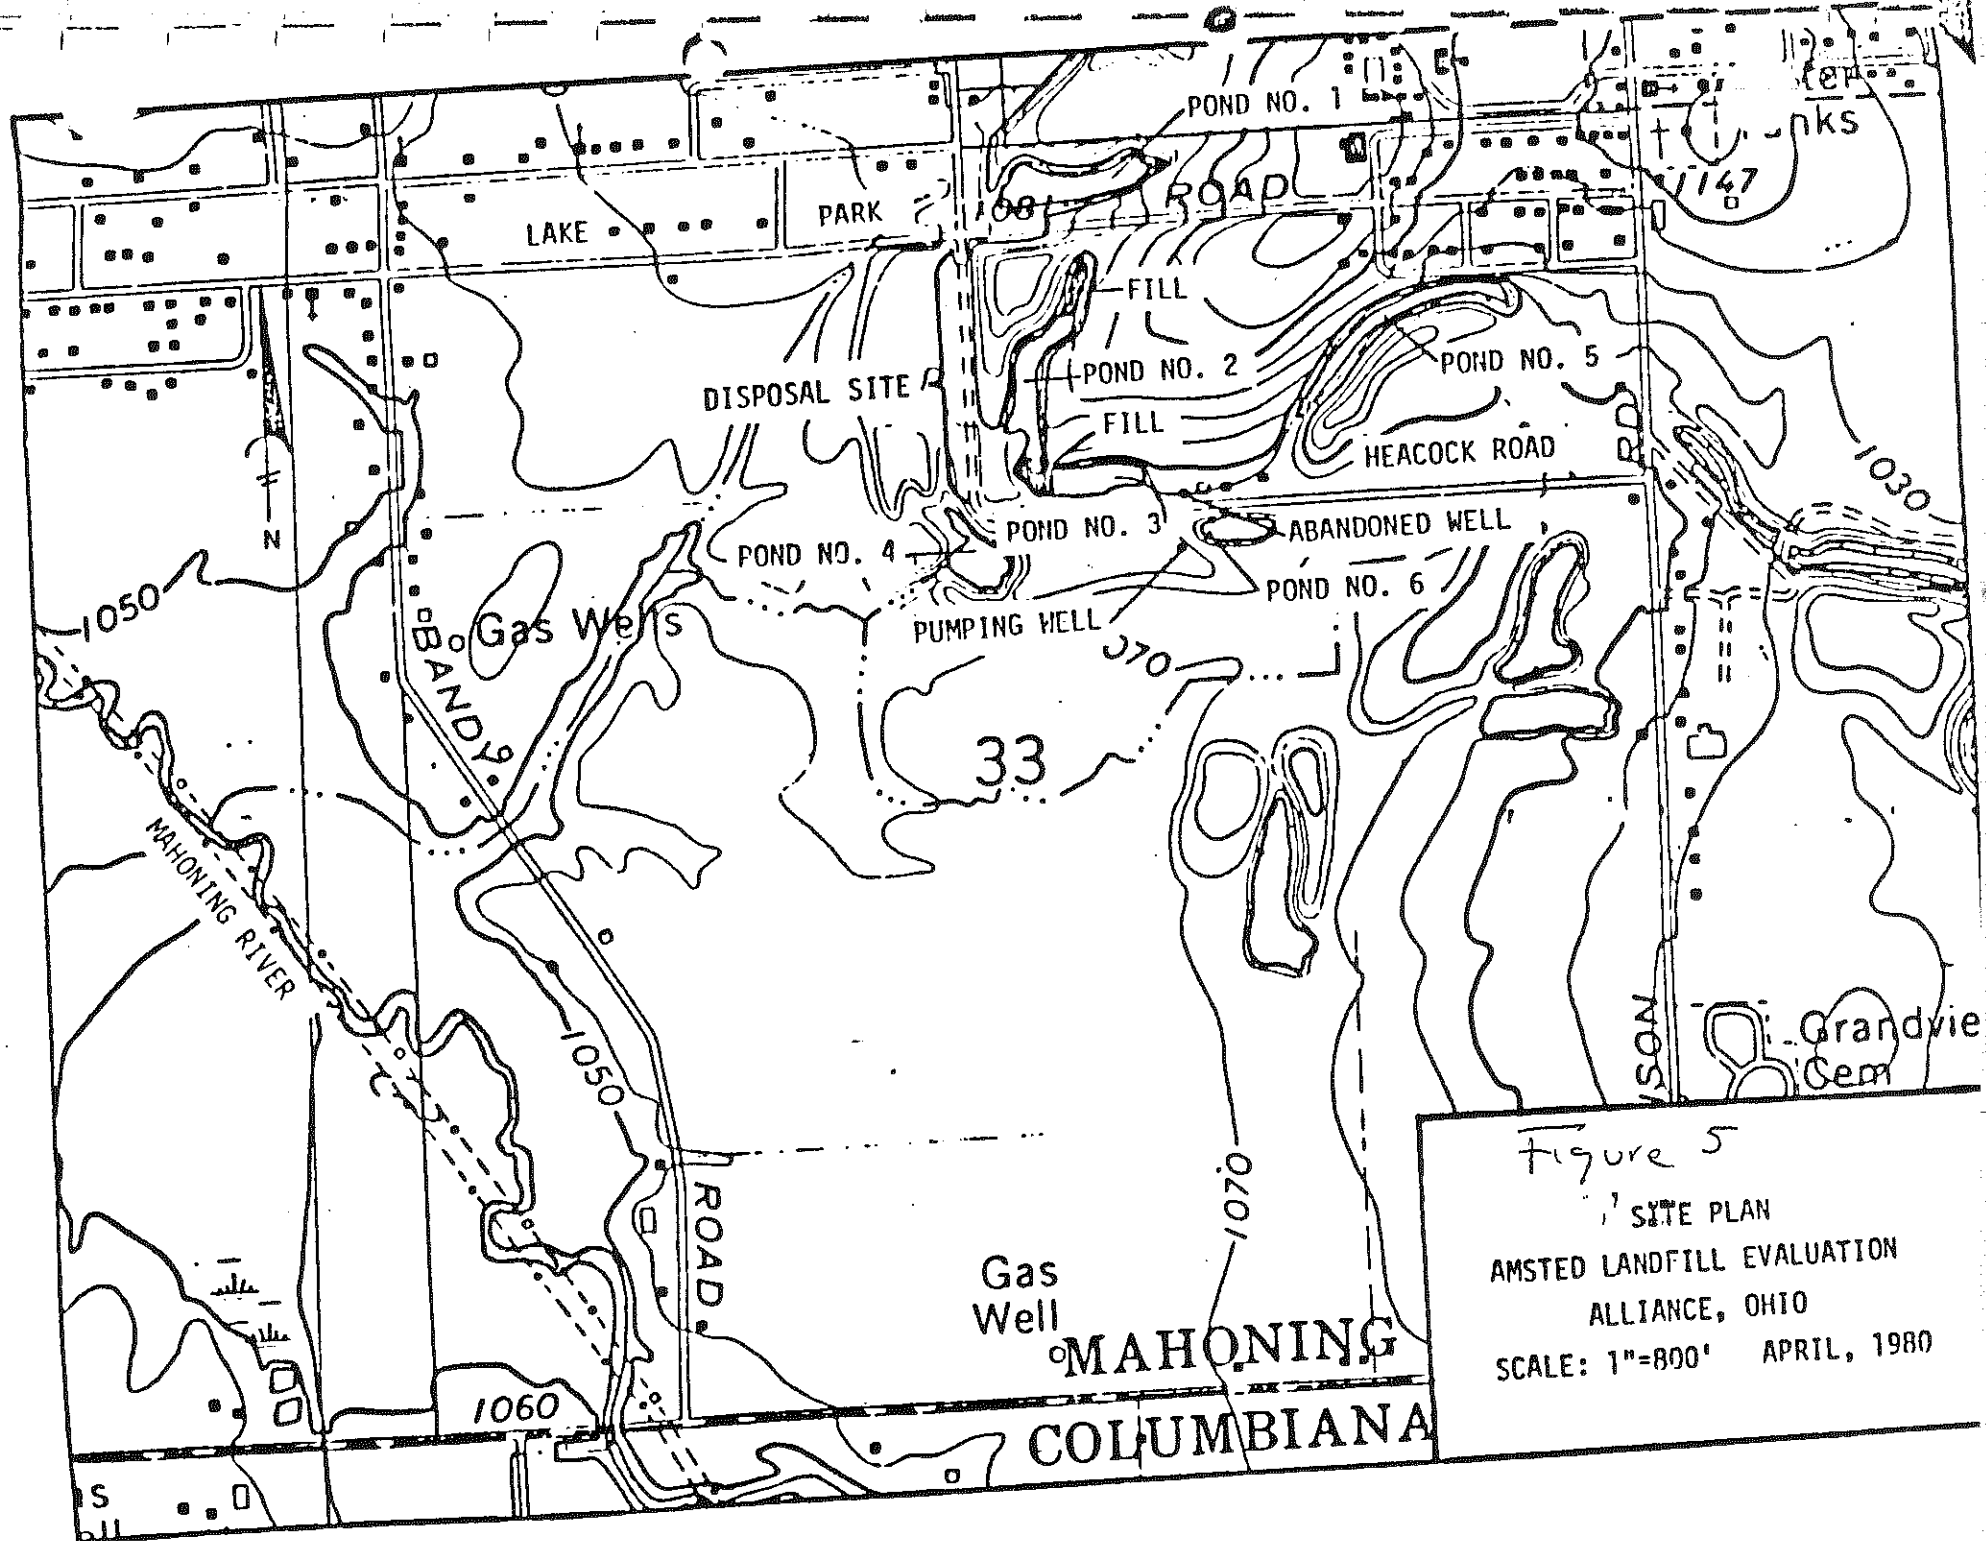 POND NO. 1
1147
LAKE PARK ROAD
1081
FILL
POND NO. 2
POND NO. 5
DISPOSAL SITE
FILL
HEACOCK ROAD
1030
N
POND NO. 3
ABANDONED WELL
POND NO. 4
POND NO. 6
1050
PUMPING WELL
BANDY
33
MAHONING RIVER
1050
Grandvie
Cem
ROAD
1070
Gas
Well
MAHONING
COLUMBIANA
1060
Figure 5
SITE PLAN
AMSTED LANDFILL EVALUATION
ALLIANCE, OHIO
SCALE: 1"=800' APRIL, 1980